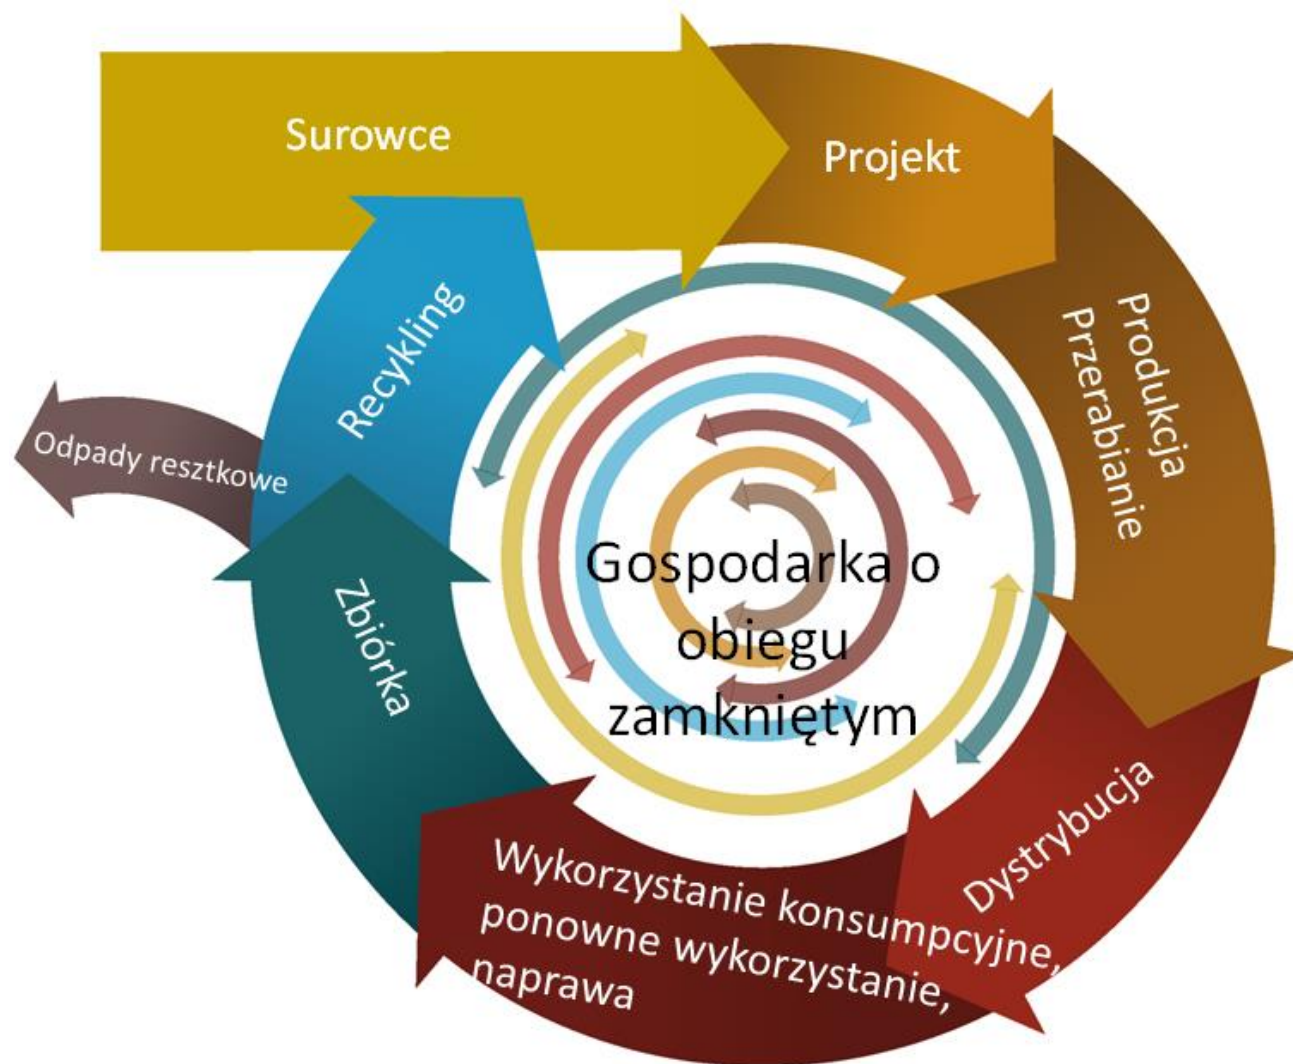 Surowce
Projekt
Produkcja
Przerabianie
Dystrybucja
Wykorzystanie konsumpcyjne,
ponowne wykorzystanie,
naprawa
Zbiórka
Recykling
Odpady resztkowe
Gospodarka o
obiegu
zamkniętym